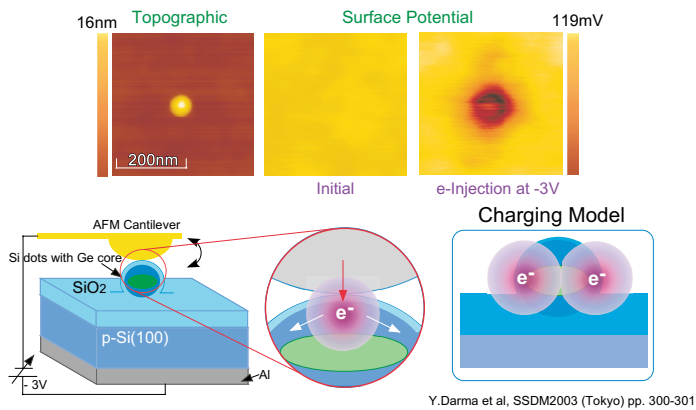 16nm
Topographic
Surface Potential
119mV
200nm
Initial
e-Injection at -3V
AFM Cantilever
Si dots with Ge core
SiO2
p-Si(100)
- 3V
Al
e-
Charging Model
e-
e-
Y.Darma et al, SSDM2003 (Tokyo) pp. 300-301